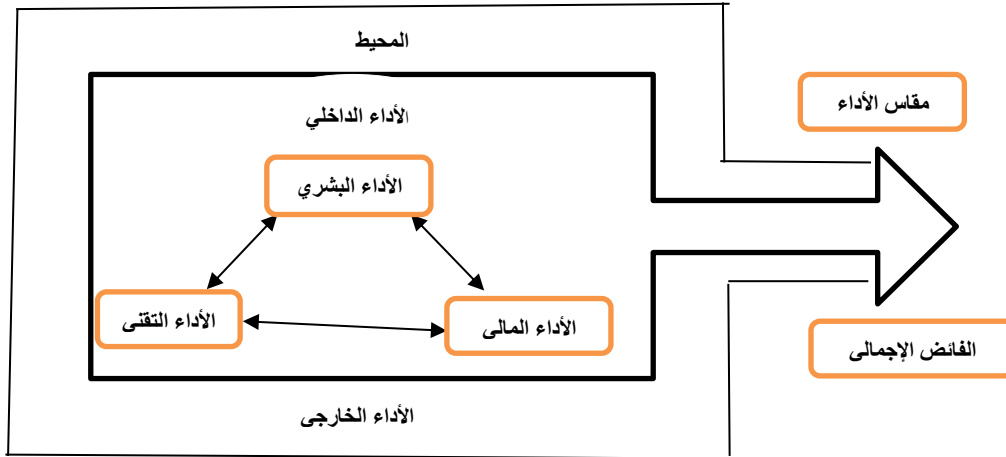 المحيط
مقاس الأداء
الأداء الداخلي
الأداء البشري
الأداء المالى
الأداء التقنى
الفائض الإجمالى
الأداء الخارجى